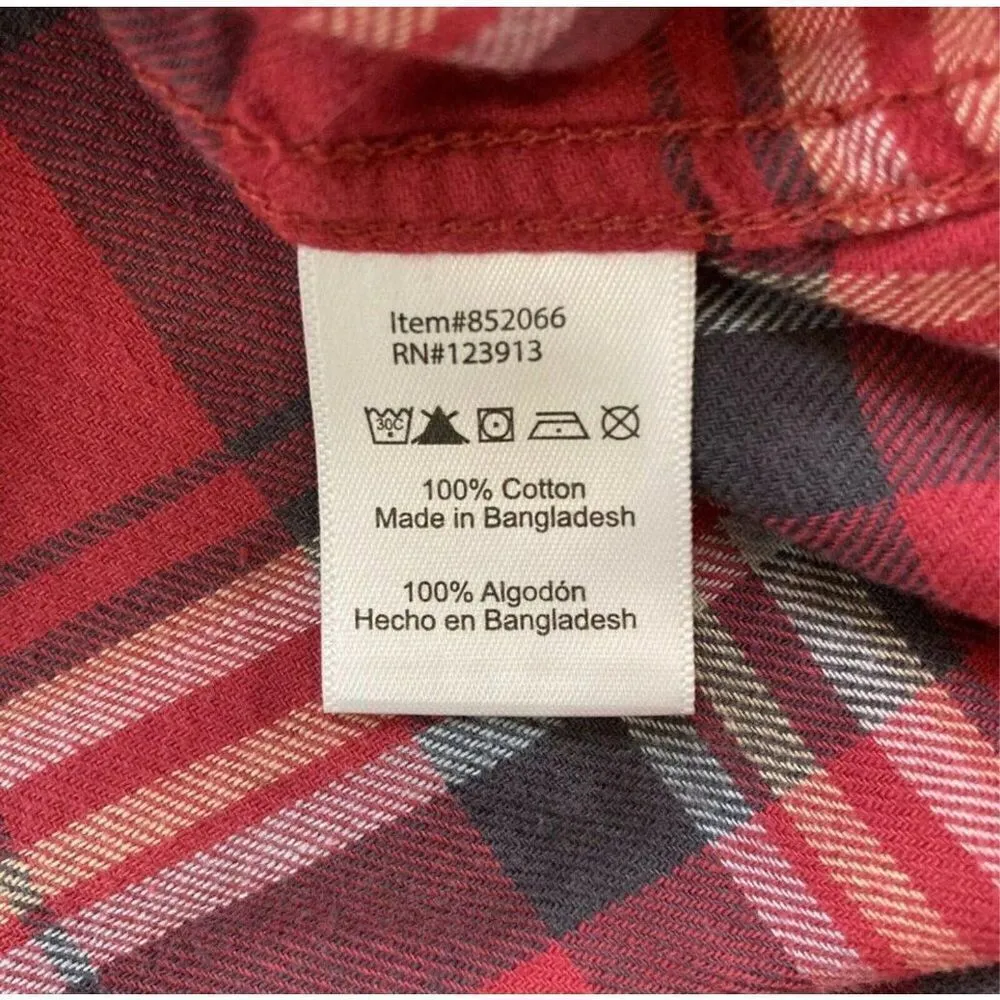 Item#852066
RN#123913
30C
100% Cotton
Made in Bangladesh
100% Algodón
Hecho en Bangladesh